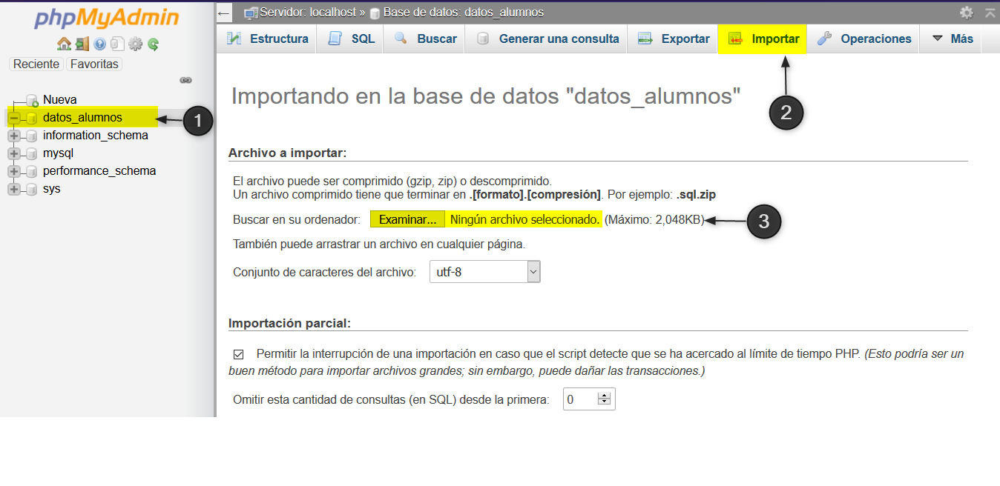 phpMyAdmin
Reciente Favoritas
Nueva
datos_alumnos
information_schema
mysql
performance_schema
sys
1
Servidor: localhost » Base de datos: datos_alumnos
Estructura SQL Buscar Generar una consulta Exportar Importar Operaciones Más
2
Importando en la base de datos "datos_alumnos"
Archivo a importar:
El archivo puede ser comprimido (gzip, zip) o descomprimido.
Un archivo comprimido tiene que terminar en .[formato].[compresión]. Por ejemplo: .sql.zip
Buscar en su ordenador: Examinar... Ningún archivo seleccionado. (Máximo: 2,048KB)
3
También puede arrastrar un archivo en cualquier página.
Conjunto de caracteres del archivo: utf-8
Importación parcial:
Permitir la interrupción de una importación en caso que el script detecte que se ha acercado al límite de tiempo PHP. (Esto podría ser un
buen método para importar archivos grandes; sin embargo, puede dañar las transacciones.)
Omitir esta cantidad de consultas (en SQL) desde la primera: 0